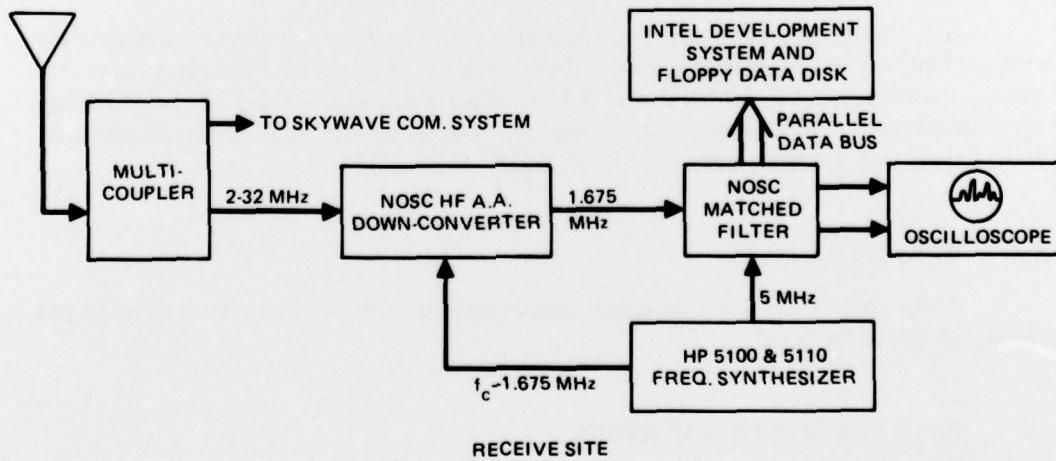 INTEL DEVELOPMENT
SYSTEM AND
FLOPPY DATA DISK
PARALLEL
DATA BUS
TO SKYWAVE COM. SYSTEM
MULTI-
COUPLER
2-32 MHz
NOSC HF A.A.
DOWN-CONVERTER
1.675
MHz
NOSC
MATCHED
FILTER
OSCILLOSCOPE
5 MHz
HP 5100 & 5110
FREQ. SYNTHESIZER
fc-1.675 MHz
RECEIVE SITE